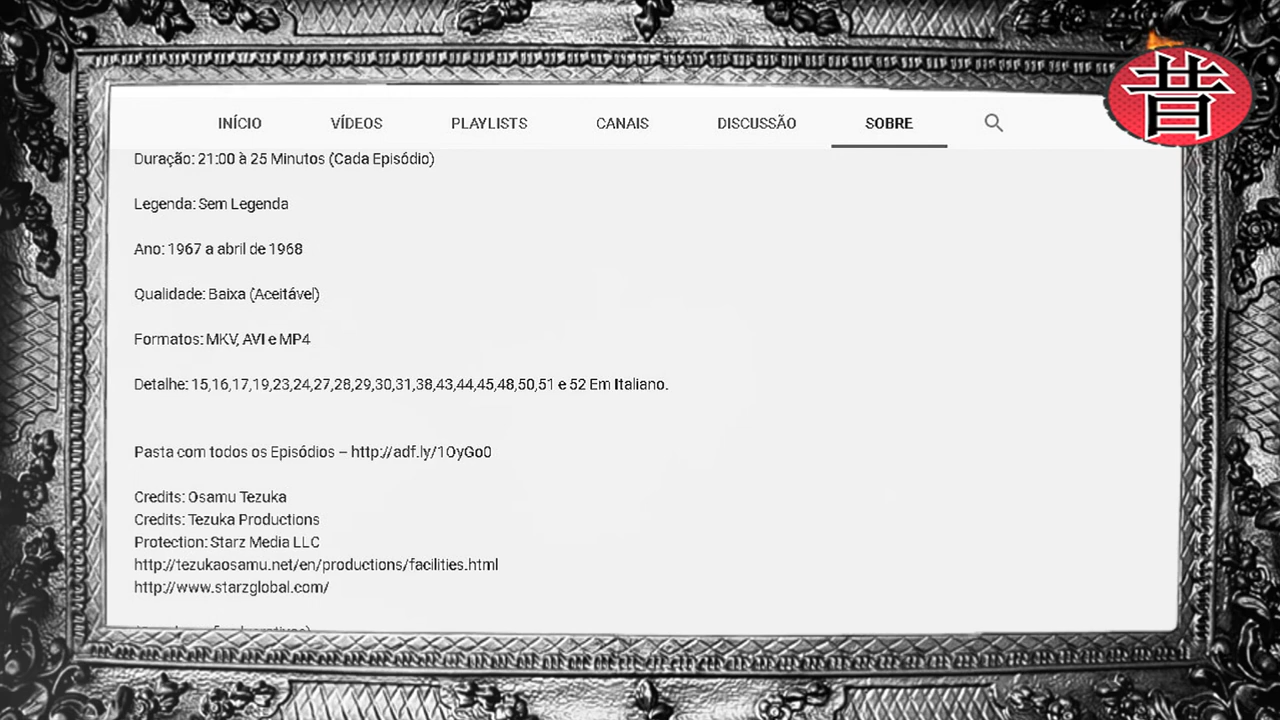 昔
INÍCIO VÍDEOS PLAYLISTS CANAIS DISCUSSÃO SOBRE
Duração: 21:00 à 25 Minutos (Cada Episódio)
Legenda: Sem Legenda
Ano: 1967 a abril de 1968
Qualidade: Baixa (Aceitável)
Formatos: MKV, AVI e MP4
Detalhe: 15,16,17,19,23,24,27,28,29,30,31,38,43,44,45,48,50,51 e 52 Em Italiano.
Pasta com todos os Episódios – http://adf.ly/1OyGo0
Credits: Osamu Tezuka
Credits: Tezuka Productions
Protection: Starz Media LLC
http://tezukaosamu.net/en/productions/facilities.html
http://www.starzglobal.com/